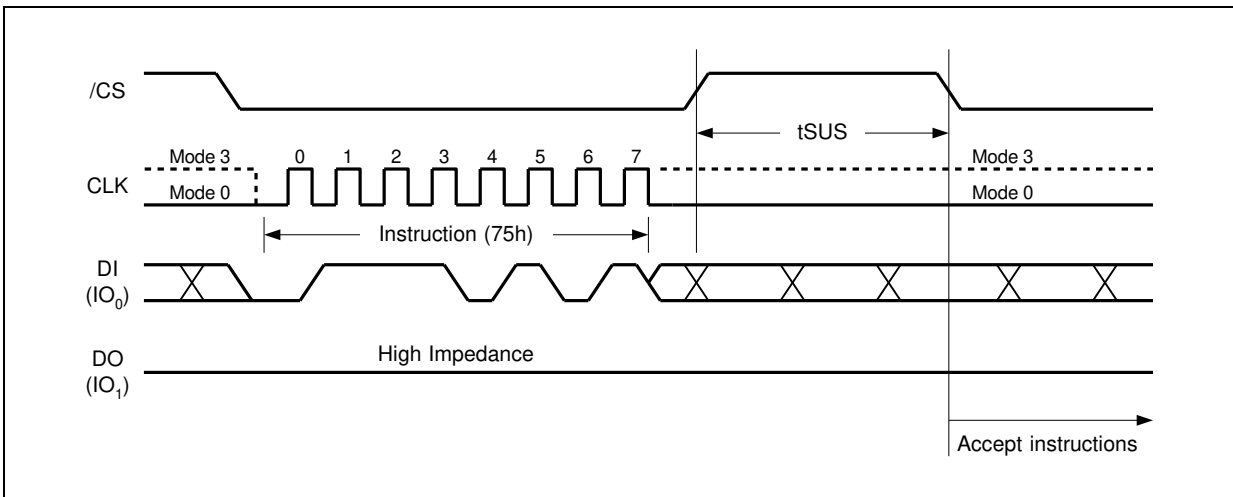 /CS
tSUS
Mode 3 0 1 2 3 4 5 6 7 Mode 3
CLK
Mode 0 Mode 0
Instruction (75h)
DI
(IO0)
High Impedance
DO
(IO1)
Accept instructions